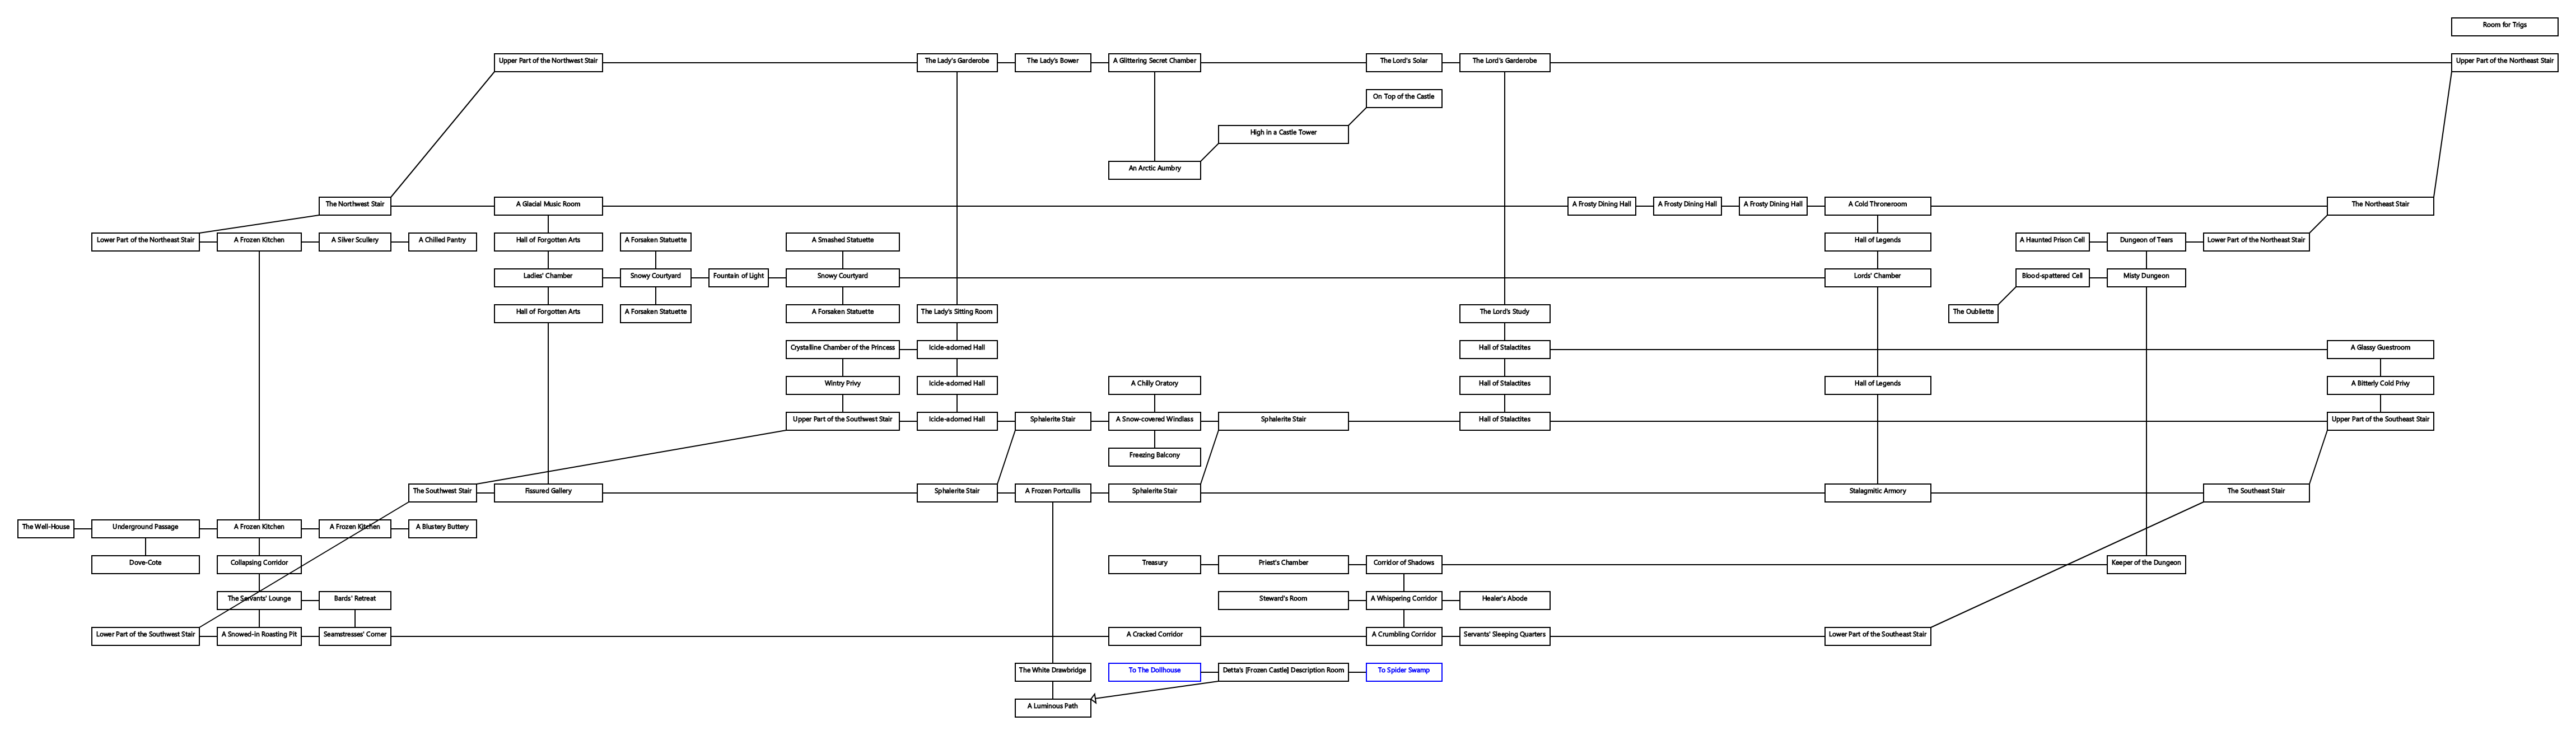 Room for Trigs
Upper Part of the Northwest Stair
The Lady's Garderobe
The Lady's Bower
A Glittering Secret Chamber
The Lord's Solar
The Lord's Garderobe
Upper Part of the Northeast Stair
On Top of the Castle
High in a Castle Tower
An Arctic Aumbry
The Northwest Stair
A Glacial Music Room
A Frosty Dining Hall
A Frosty Dining Hall
A Frosty Dining Hall
A Cold Throneroom
The Northeast Stair
Lower Part of the Northeast Stair
A Frozen Kitchen
A Silver Scullery
A Chilled Pantry
Hall of Forgotten Arts
A Forsaken Statuette
A Smashed Statuette
Hall of Legends
A Haunted Prison Cell
Dungeon of Tears
Lower Part of the Northeast Stair
Ladies' Chamber
Snowy Courtyard
Fountain of Light
Snowy Courtyard
Lords' Chamber
Blood-spattered Cell
Misty Dungeon
Hall of Forgotten Arts
A Forsaken Statuette
A Forsaken Statuette
The Lady's Sitting Room
The Lord's Study
The Oubliette
Crystalline Chamber of the Princess
Icicle-adorned Hall
Hall of Stalactites
A Glassy Guestroom
Wintry Privy
Icicle-adorned Hall
A Chilly Oratory
Hall of Stalactites
Hall of Legends
A Bitterly Cold Privy
Upper Part of the Southwest Stair
Icicle-adorned Hall
Sphalerite Stair
A Snow-covered Windlass
Sphalerite Stair
Hall of Stalactites
Upper Part of the Southeast Stair
Freezing Balcony
The Southwest Stair
Fissured Gallery
Sphalerite Stair
A Frozen Portcullis
Sphalerite Stair
Stalagmitic Armory
The Southeast Stair
The Well-House
Underground Passage
A Frozen Kitchen
A Frozen Kitchen
A Blustery Buttery
Dove-Cote
Collapsing Corridor
Treasury
Priest's Chamber
Corridor of Shadows
Keeper of the Dungeon
The Servants' Lounge
Bards' Retreat
Steward's Room
A Whispering Corridor
Healer's Abode
Lower Part of the Southwest Stair
A Snowed-in Roasting Pit
Seamstresses' Corner
A Cracked Corridor
A Crumbling Corridor
Servants' Sleeping Quarters
Lower Part of the Southeast Stair
The White Drawbridge
To The Dollhouse
Detta's [Frozen Castle] Description Room
To Spider Swamp
A Luminous Path